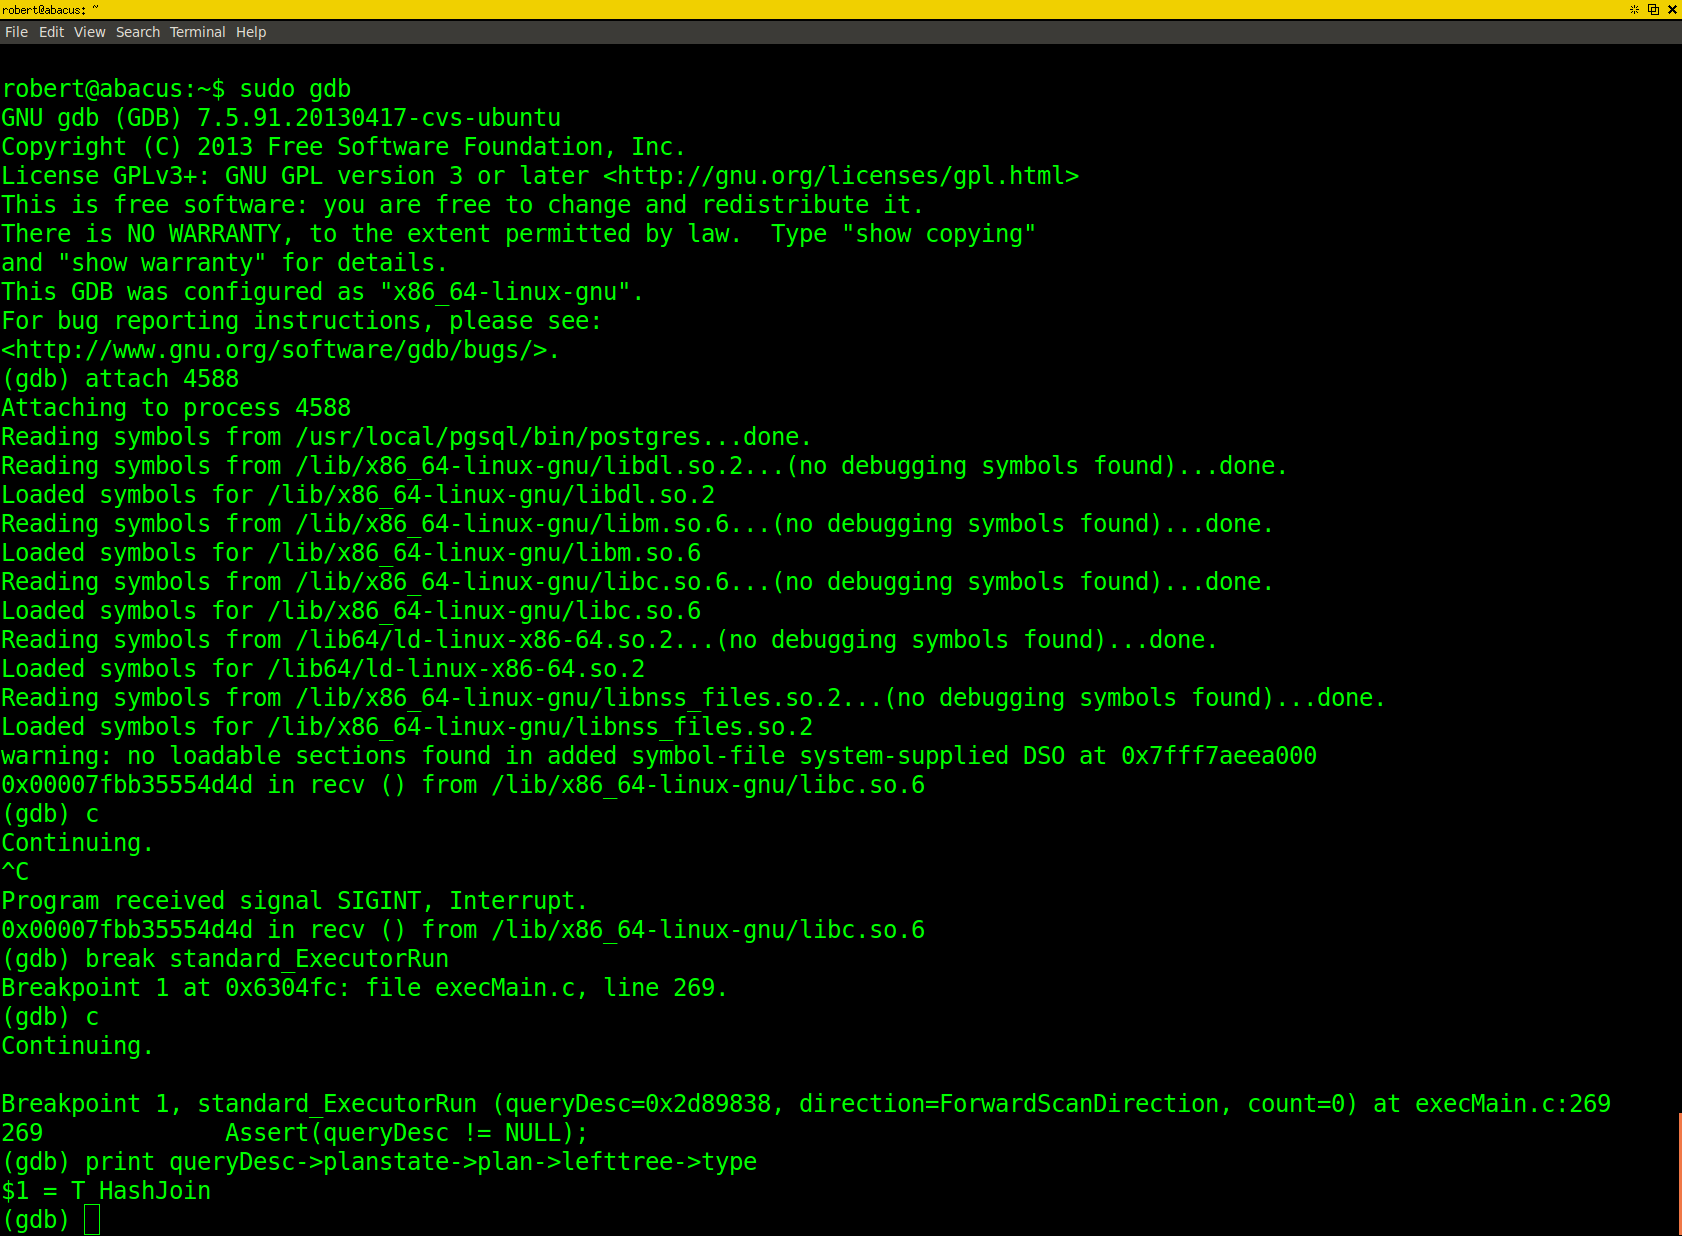 robert@abacus: ~
File Edit View Search Terminal Help
robert@abacus:~$ sudo gdb
GNU gdb (GDB) 7.5.91.20130417-cvs-ubuntu
Copyright (C) 2013 Free Software Foundation, Inc.
License GPLv3+: GNU GPL version 3 or later <http://gnu.org/licenses/gpl.html>
This is free software: you are free to change and redistribute it.
There is NO WARRANTY, to the extent permitted by law.  Type "show copying"
and "show warranty" for details.
This GDB was configured as "x86_64-linux-gnu".
For bug reporting instructions, please see:
<http://www.gnu.org/software/gdb/bugs/>.
(gdb) attach 4588
Attaching to process 4588
Reading symbols from /usr/local/pgsql/bin/postgres...done.
Reading symbols from /lib/x86_64-linux-gnu/libdl.so.2...(no debugging symbols found)...done.
Loaded symbols for /lib/x86_64-linux-gnu/libdl.so.2
Reading symbols from /lib/x86_64-linux-gnu/libm.so.6...(no debugging symbols found)...done.
Loaded symbols for /lib/x86_64-linux-gnu/libm.so.6
Reading symbols from /lib/x86_64-linux-gnu/libc.so.6...(no debugging symbols found)...done.
Loaded symbols for /lib/x86_64-linux-gnu/libc.so.6
Reading symbols from /lib64/ld-linux-x86-64.so.2...(no debugging symbols found)...done.
Loaded symbols for /lib64/ld-linux-x86-64.so.2
Reading symbols from /lib/x86_64-linux-gnu/libnss_files.so.2...(no debugging symbols found)...done.
Loaded symbols for /lib/x86_64-linux-gnu/libnss_files.so.2
warning: no loadable sections found in added symbol-file system-supplied DSO at 0x7fff7aeea000
0x00007fbb35554d4d in recv () from /lib/x86_64-linux-gnu/libc.so.6
(gdb) c
Continuing.
^C
Program received signal SIGINT, Interrupt.
0x00007fbb35554d4d in recv () from /lib/x86_64-linux-gnu/libc.so.6
(gdb) break standard_ExecutorRun
Breakpoint 1 at 0x6304fc: file execMain.c, line 269.
(gdb) c
Continuing.
Breakpoint 1, standard_ExecutorRun (queryDesc=0x2d89838, direction=ForwardScanDirection, count=0) at execMain.c:269
269             Assert(queryDesc != NULL);
(gdb) print queryDesc->planstate->plan->lefttree->type
$1 = T_HashJoin
(gdb)